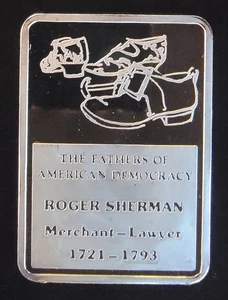 THE FATHERS OF
AMERICAN DEMOCRACY
ROGER SHERMAN
Merchant-Lawyer
1721-1793